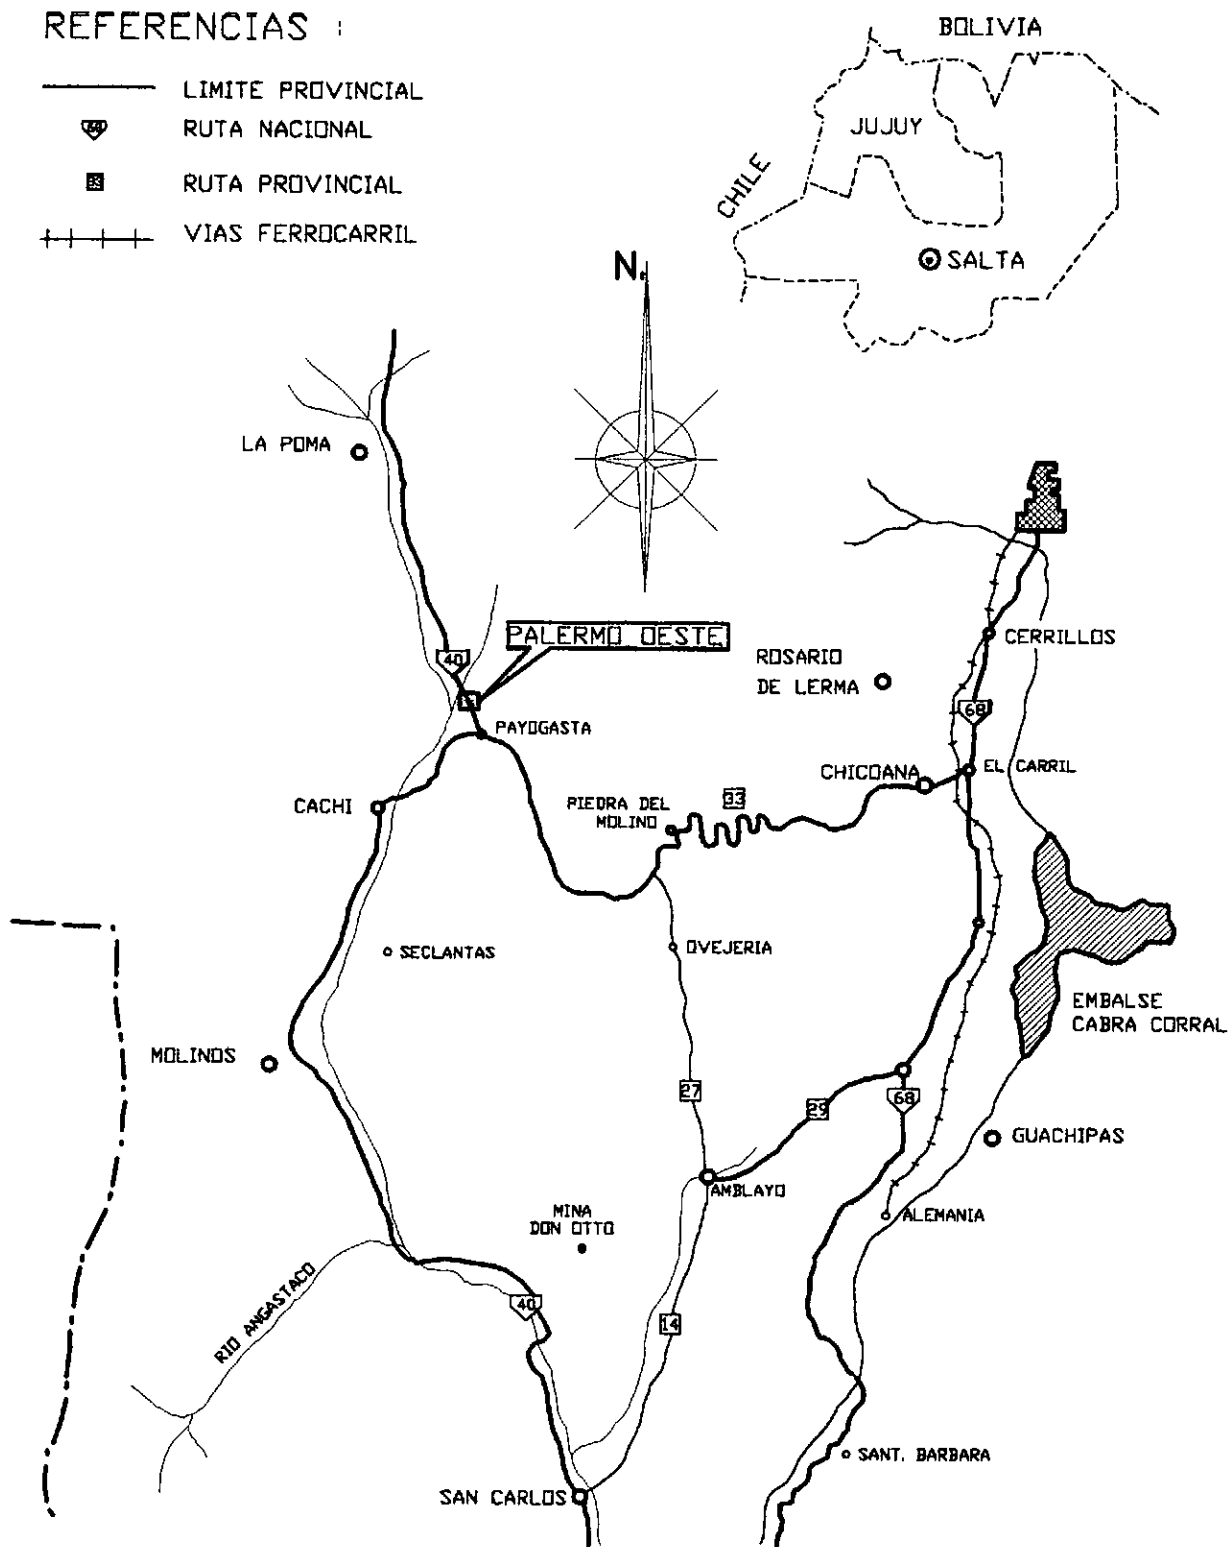 REFERENCIAS :
LIMITE PROVINCIAL
RUTA NACIONAL
RUTA PROVINCIAL
VIAS FERROCARRIL
BOLIVIA
JUJUY
CHILE
SALTA
N.
LA POMA
PALERMO OESTE
40
PAYOGASTA
CACHI
ROSARIO
DE LERMA
CERRILLOS
68
CHICOANA
EL CARRIL
33
PIEDRA DEL
MOLINO
SECLANTAS
OVEJERIA
EMBALSE
CABRA CORRAL
MOLINOS
27
29
68
GUACHIPAS
AMBLAYO
ALEMANIA
MINA
DON OTTO
RIO ANGASTACO
40
14
SANT. BARBARA
SAN CARLOS